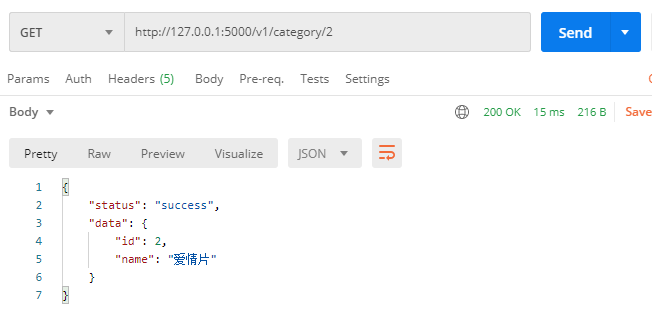 GET http://127.0.0.1:5000/v1/category/2 Send
Params Auth Headers (5) Body Pre-req. Tests Settings
Body 200 OK 15 ms 216 B Save
Pretty Raw Preview Visualize JSON
1 {
2 "status": "success",
3 "data": {
4 "id": 2,
5 "name": "爱情片"
6 }
7 }